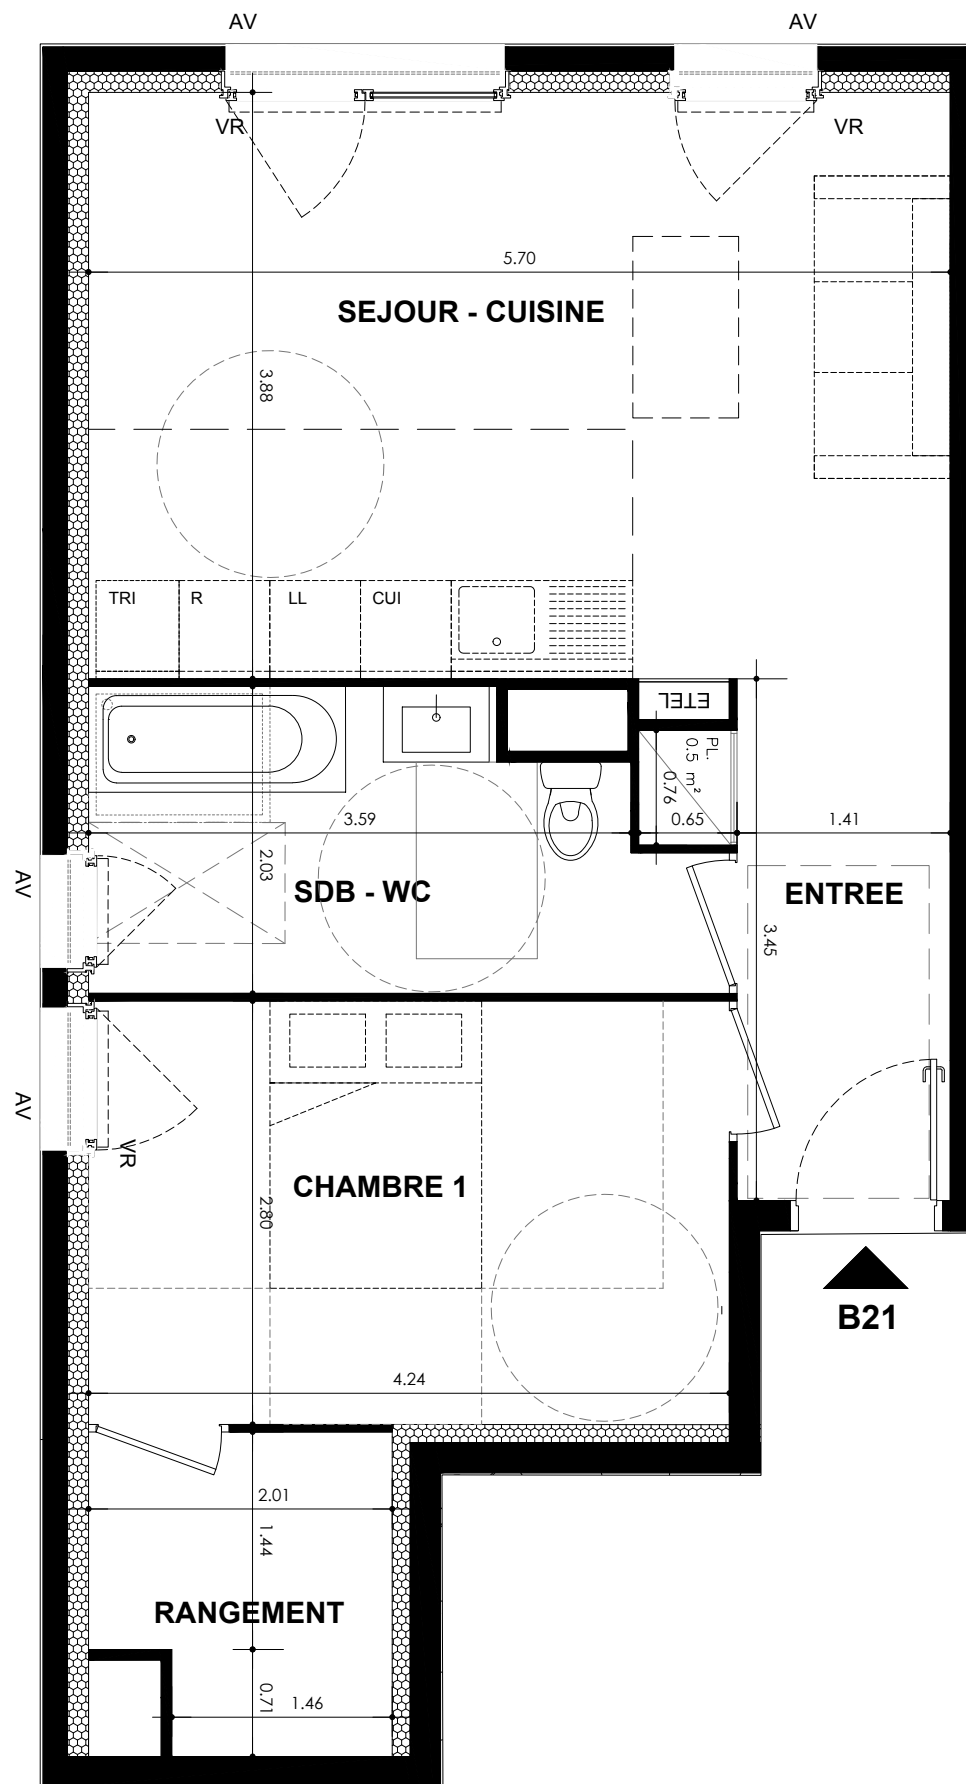 AV
AV
VR
VR
5.70
SEJOUR - CUISINE
3.88
TRI
R
LL
CUI
ETEL
PL.
0.5 m²
0.76
3.59
0.65
1.41
2.03
AV
SDB - WC
ENTREE
3.45
AV
VR
CHAMBRE 1
2.80
B21
4.24
2.01
1.44
RANGEMENT
0.71
1.46